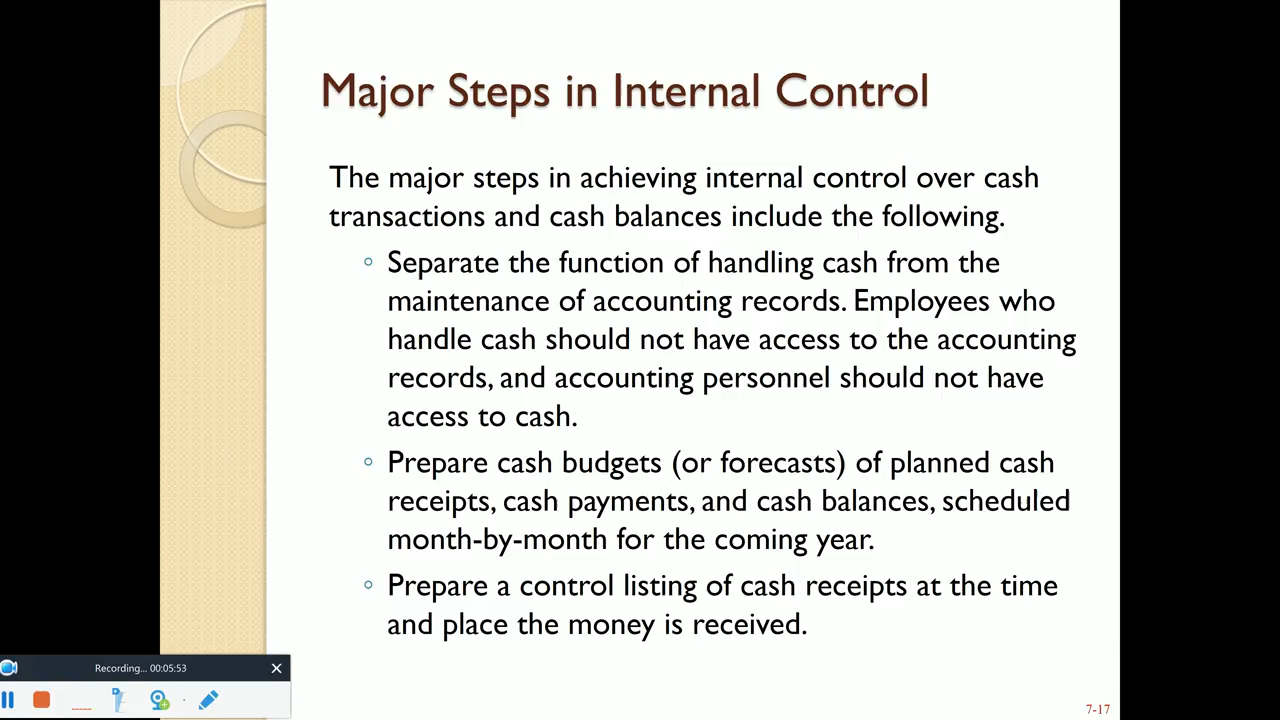 Major Steps in Internal Control
The major steps in achieving internal control over cash
transactions and cash balances include the following.
◦ Separate the function of handling cash from the
maintenance of accounting records. Employees who
handle cash should not have access to the accounting
records, and accounting personnel should not have
access to cash.
◦ Prepare cash budgets (or forecasts) of planned cash
receipts, cash payments, and cash balances, scheduled
month-by-month for the coming year.
◦ Prepare a control listing of cash receipts at the time
and place the money is received.
Recording... 00:05:53
7-17